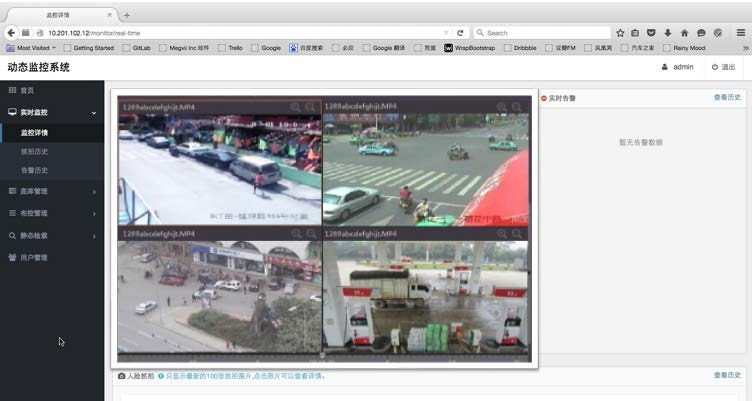 监控详情
10.201.102.12/monitor/real-time
Search
Most Visited
Getting Started
GitLab
Megvii Inc 邮件
Trello
Google
百度搜索
必应
Google 翻译
熊窝
WrapBootstrap
Dribbble
豆瓣FM
凤凰网
汽车之家
Rainy Mood
动态监控系统
admin
退出
首页
实时监控
监控详情
抓拍历史
告警历史
底库管理
布控管理
静态检索
用户管理
1289abcdefghijt.MP4
1289abcdefghijt.MP4
1289abcdefghijt.MP4
1289abcdefghijt.MP4
实时告警
查看历史
暂无告警数据
人脸抓拍
只显示最新的100张抓拍图片,点击照片可以查看详情。
查看历史